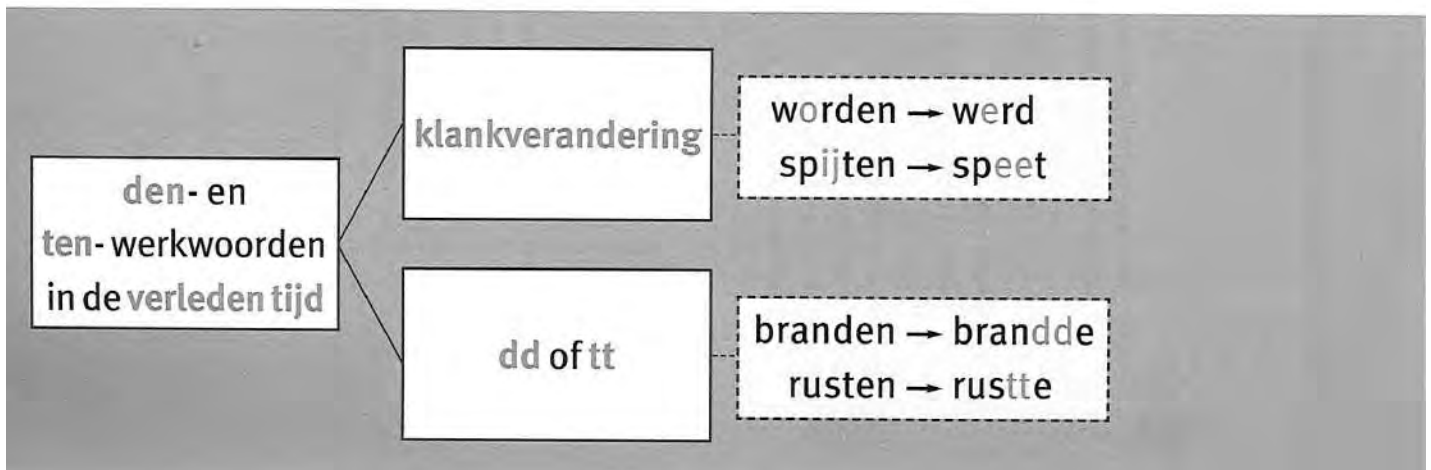 den- en
ten- werkwoorden
in de verleden tijd
klankverandering
worden → werd
spijten → speet
dd of tt
branden → brandde
rusten → rustte